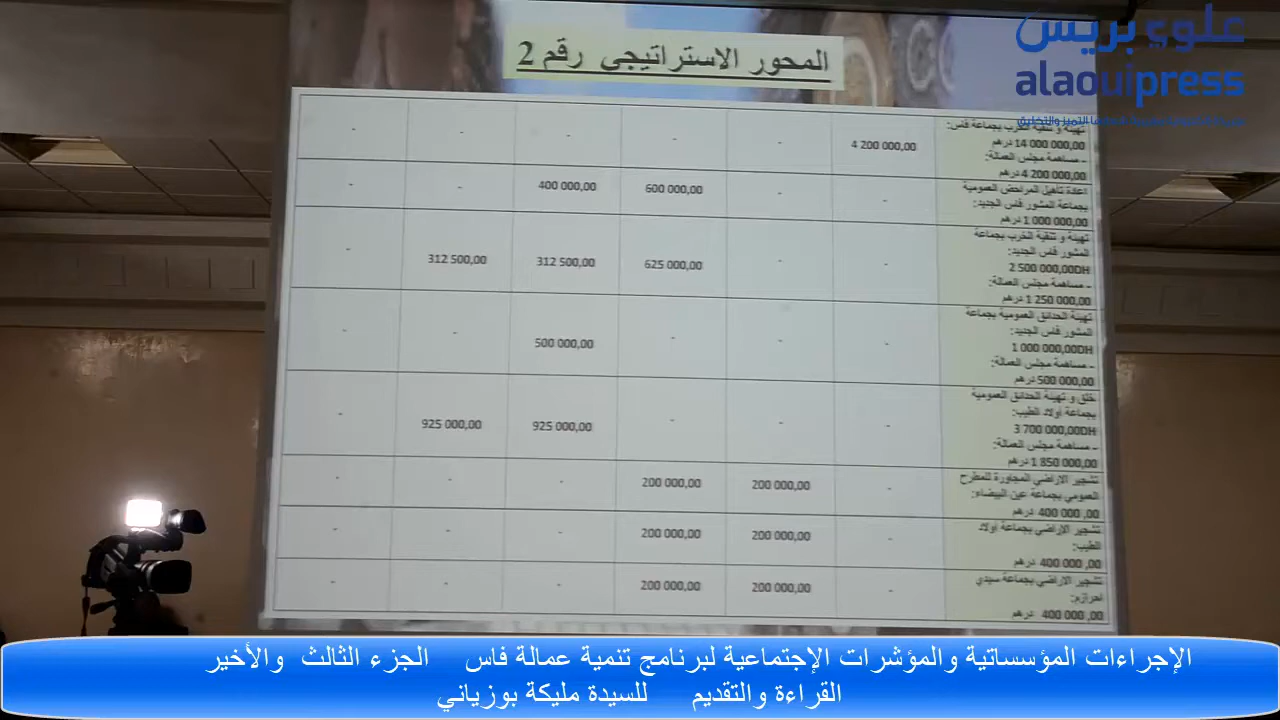 علوي بريس
alaouipress
المحور الاستراتيجي رقم 2
تهيئة و تنقية الخرب بجماعة فاس:
14 000 000,00 درهم
- مساهمة مجلس العمالة:
4 200 000,00 درهم
4 200 000,00 - - - - -
اعادة تأهيل المراحض العمومية
بجماعة المشور فاس الجديد:
1 000 000,00 درهم
- - 600 000,00 400 000,00 - -
تهيئة و تنقية الخرب بجماعة
المشور فاس الجديد:
2 500 000,00DH
- مساهمة مجلس العمالة:
1 250 000,00 درهم
- - 625 000,00 312 500,00 312 500,00 -
تهيئة الحدائق العمومية بجماعة
المشور فاس الجديد:
1 000 000,00DH
- مساهمة مجلس العمالة:
500 000,00 درهم
- - - 500 000,00 - -
خلق و تهيئة الحدائق العمومية
بجماعة أولاد الطيب:
3 700 000,00DH
- مساهمة مجلس العمالة:
1 850 000,00 درهم
- - - 925 000,00 925 000,00 -
تشجير الاراضي المجاورة للمطرح
العمومي بجماعة عين البيضاء:
400 000 ,00 درهم
- 200 000,00 200 000,00 - - -
تشجير الاراضي بجماعة اولاد
الطيب:
400 000 ,00 درهم
- 200 000,00 200 000,00 - - -
تشجير الاراضي بجماعة سيدي
احرازم:
400 000 ,00 درهم
- 200 000,00 200 000,00 - - -
الإجراءات المؤسساتية والمؤشرات الإجتماعية لبرنامج تنمية عمالة فاس الجزء الثالث والأخير
القراءة والتقديم للسيدة مليكة بوزياني